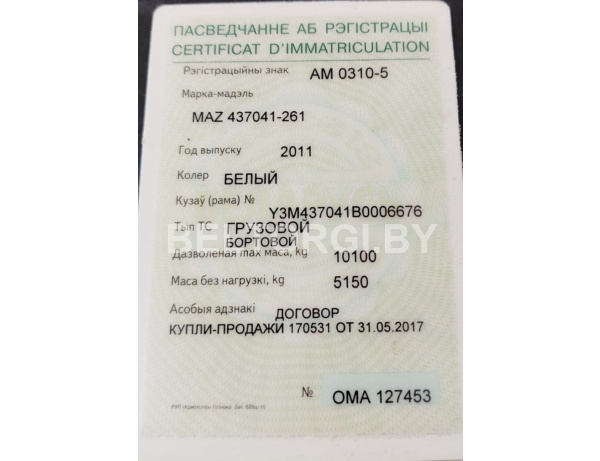 ПАСВЕДЧАННЕ АБ РЭГІСТРАЦЫІ
CERTIFICAT D'IMMATRICULATION
Рэгістрацыйны знак АМ 0310-5
Марка-мадэль
MAZ 437041-261
Год выпуску 2011
Колер БЕЛЫЙ
Кузаў (рама) №
Y3M437041B0006676
Тып ТС ГРУЗОВОЙ
БОРТОВОЙ
Дазволеная max маса, kg 10100
Маса без нагрузкі, kg 5150
Асобыя адзнакі ДОГОВОР
КУПЛИ-ПРОДАЖИ 170531 ОТ 31.05.2017
№ ОМА 127453